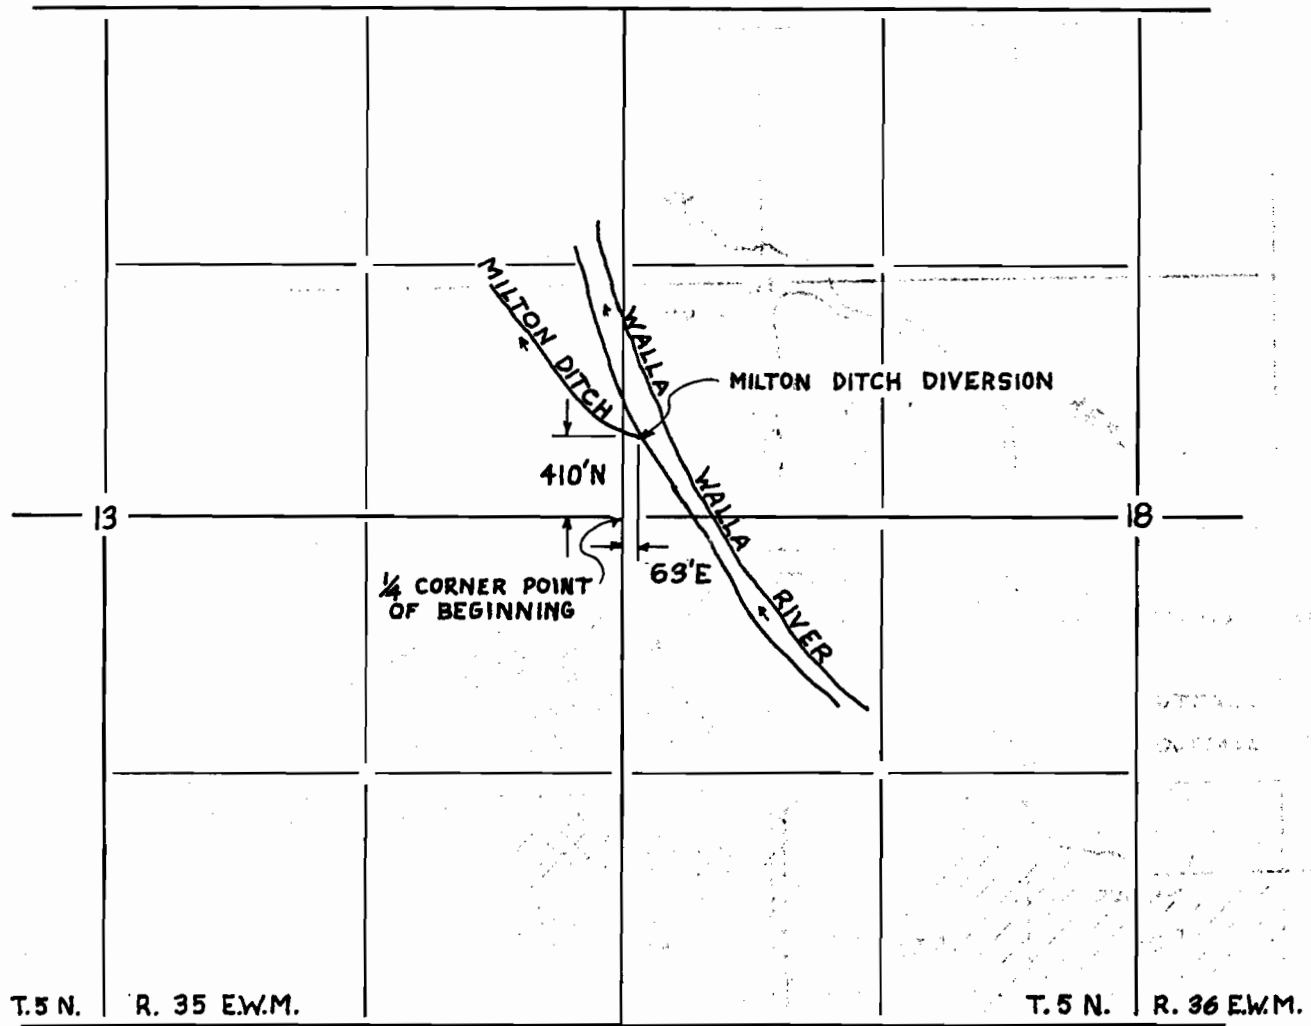 MILTON DITCH
WALLA
MILTON DITCH DIVERSION
410'N
WALLA
13
18
69'E
¼ CORNER POINT
OF BEGINNING
RIVER
T.5 N. R. 35 E.W.M.
T.5 N. R. 36 E.W.M.